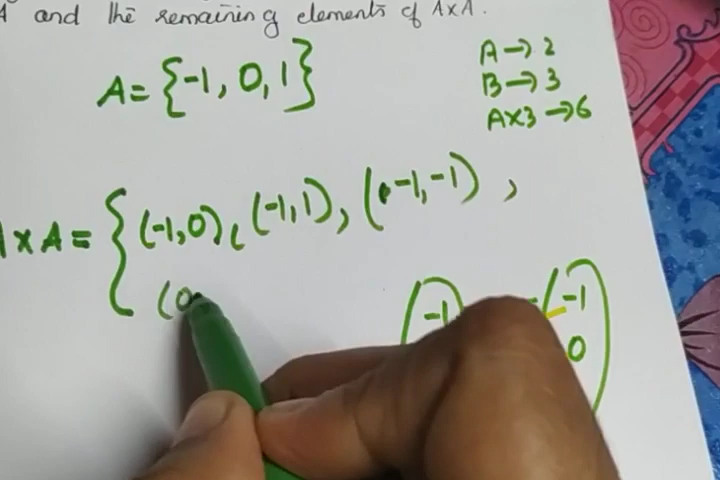 A and the remaining elements of A×A.
A = {-1, 0, 1}
A → 2
B → 3
A×3 → 6
A × A = { (-1, 0), (-1, 1), (-1, -1) ,
(0
-1
-1
0